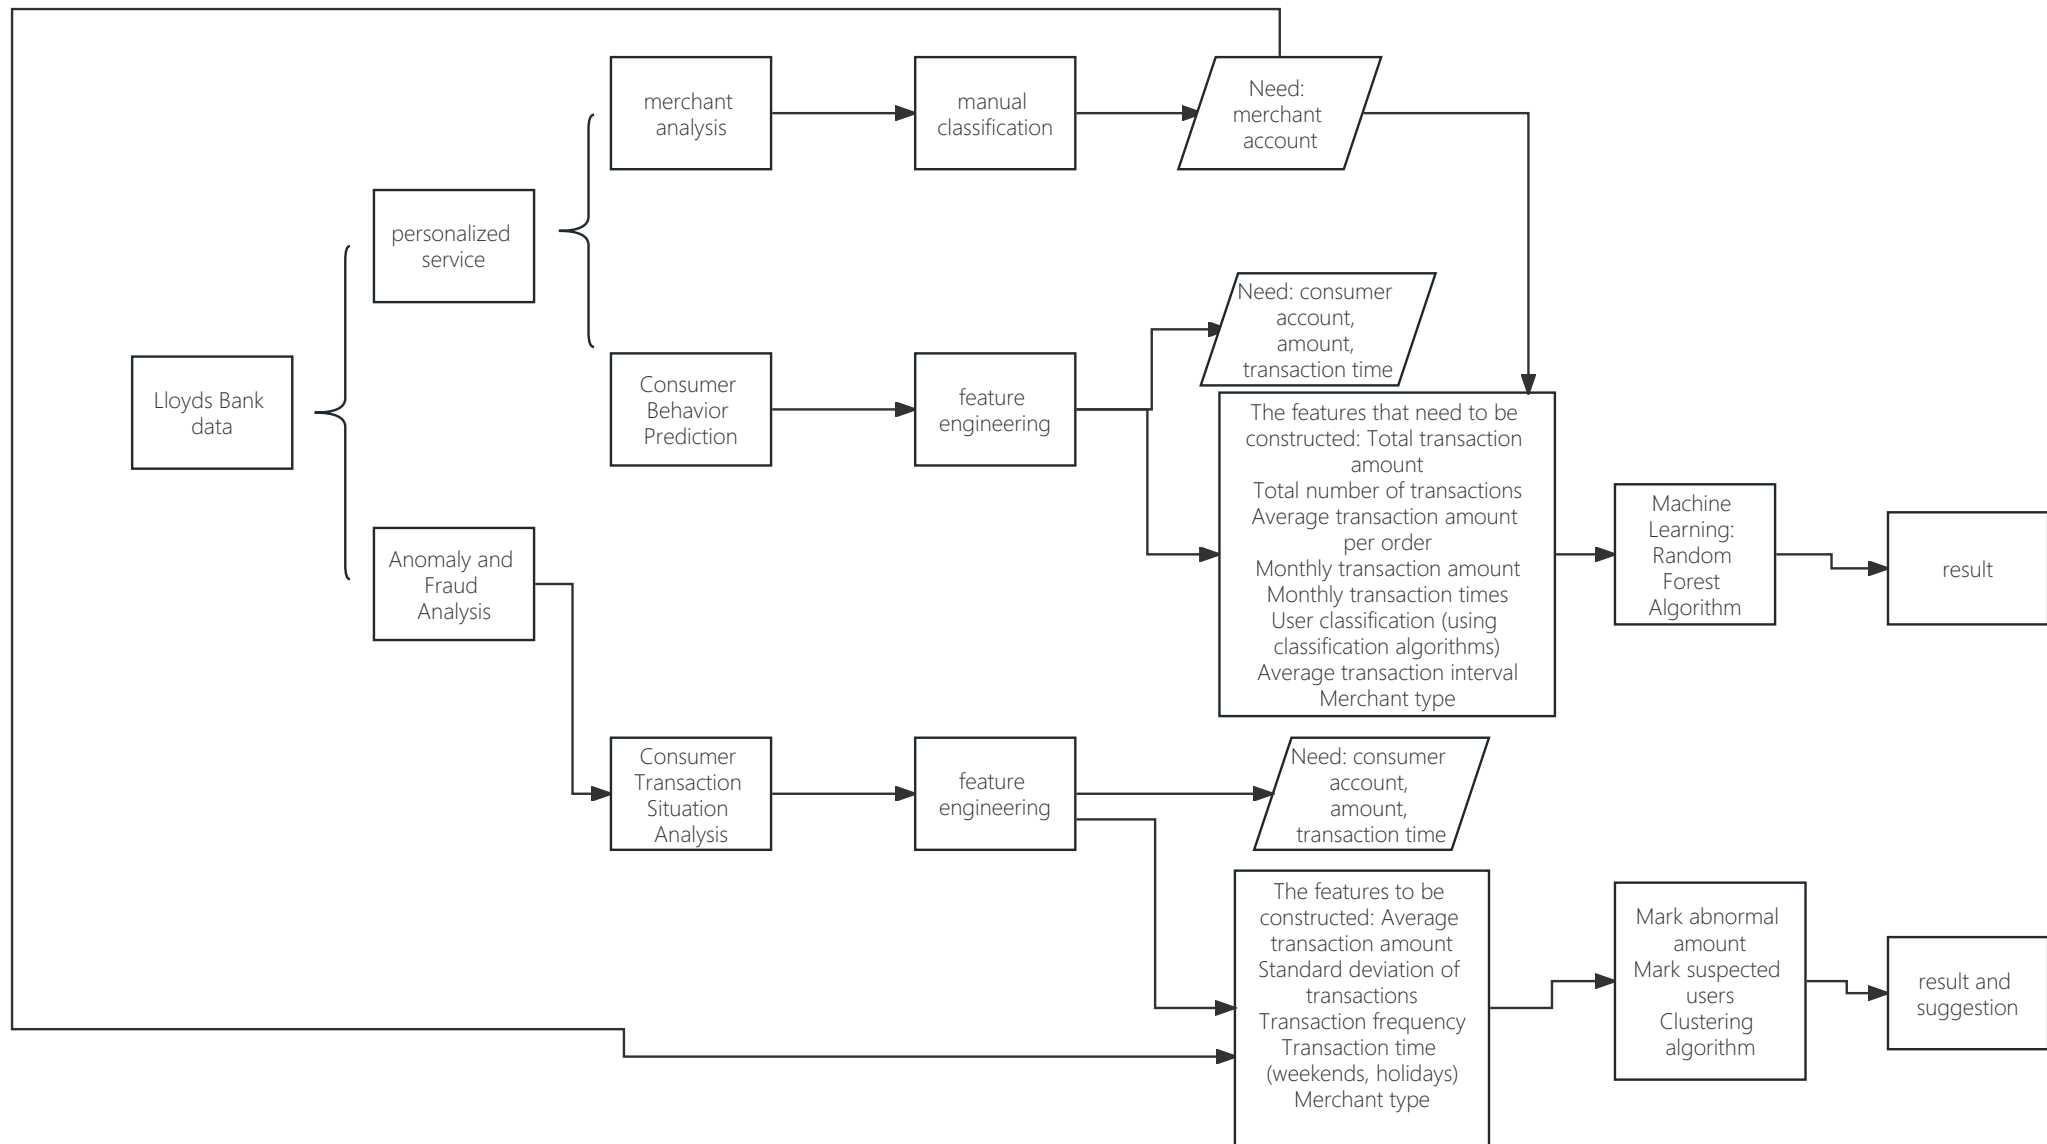 merchant
analysis
manual
classification
Need:
merchant
account
personalized
service
Need: consumer
account,
amount,
transaction time
Lloyds Bank
data
Consumer
Behavior
Prediction
feature
engineering
The features that need to be
constructed: Total transaction
amount
Total number of transactions
Average transaction amount
per order
Monthly transaction amount
Monthly transaction times
User classification (using
classification algorithms)
Average transaction interval
Merchant type
Machine
Learning:
Random
Forest
Algorithm
result
Anomaly and
Fraud
Analysis
Consumer
Transaction
Situation
Analysis
feature
engineering
Need: consumer
account,
amount,
transaction time
The features to be
constructed: Average
transaction amount
Standard deviation of
transactions
Transaction frequency
Transaction time
(weekends, holidays)
Merchant type
Mark abnormal
amount
Mark suspected
users
Clustering
algorithm
result and
suggestion